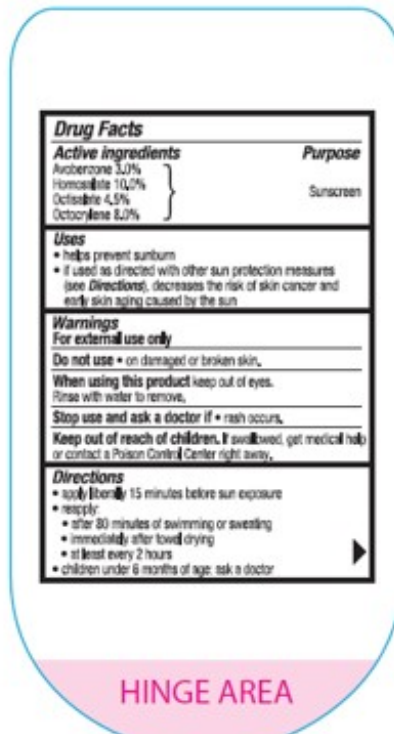 Drug Facts
Active ingredients Purpose
Avobenzone 3.0%
Homosalate 10.0%
Octisalate 4.5%
Octocrylene 8.0%
Sunscreen
Uses
• helps prevent sunburn
• if used as directed with other sun protection measures
(see Directions), decreases the risk of skin cancer and
early skin aging caused by the sun
Warnings
For external use only
Do not use • on damaged or broken skin.
When using this product keep out of eyes.
Rinse with water to remove.
Stop use and ask a doctor if • rash occurs.
Keep out of reach of children. If swallowed, get medical help
or contact a Poison Control Center right away.
Directions
• apply liberally 15 minutes before sun exposure
• reapply:
• after 80 minutes of swimming or sweating
• immediately after towel drying
• at least every 2 hours
• children under 6 months of age: ask a doctor
HINGE AREA